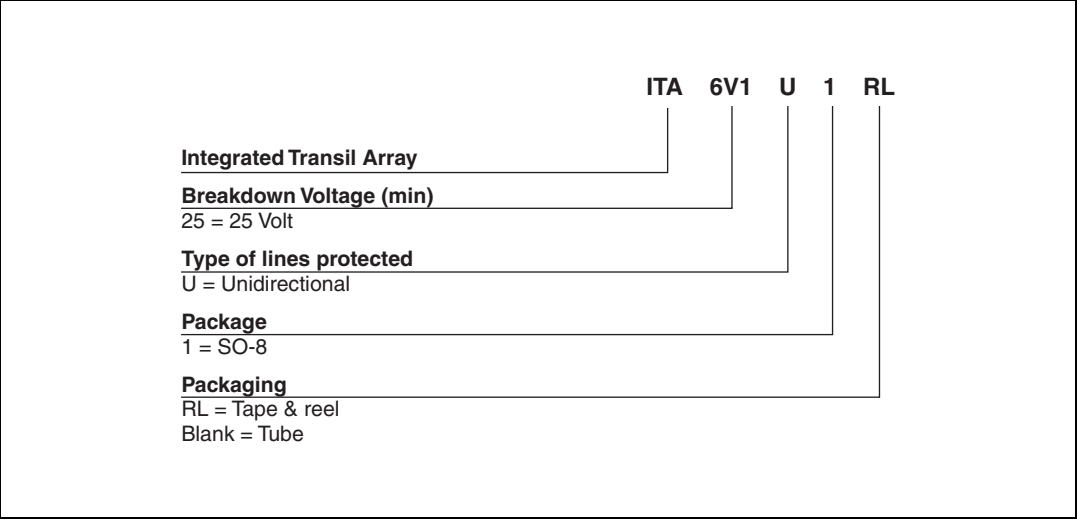 ITA 6V1 U 1 RL
Integrated Transil Array
Breakdown Voltage (min)
25 = 25 Volt
Type of lines protected
U = Unidirectional
Package
1 = SO-8
Packaging
RL = Tape & reel
Blank = Tube